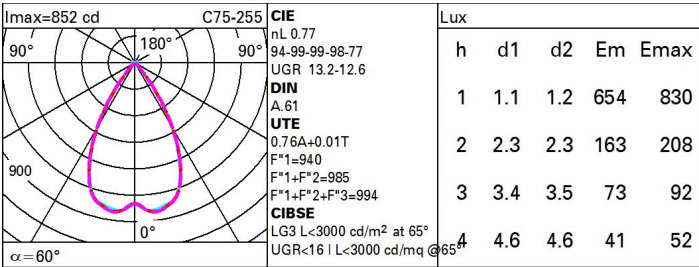 Imax=852 cd C75-255
90° 180° 90°
900
0°
α=60°
CIE
nL 0.77
94-99-99-98-77
UGR 13.2-12.6
DIN
A.61
UTE
0.76A+0.01T
F"1=940
F"1+F"2=985
F"1+F"2+F"3=994
CIBSE
LG3 L<3000 cd/m² at 65°
UGR<16 | L<3000 cd/mq @65°
Lux
h d1 d2 Em Emax
1 1.1 1.2 654 830
2 2.3 2.3 163 208
3 3.4 3.5 73 92
4 4.6 4.6 41 52